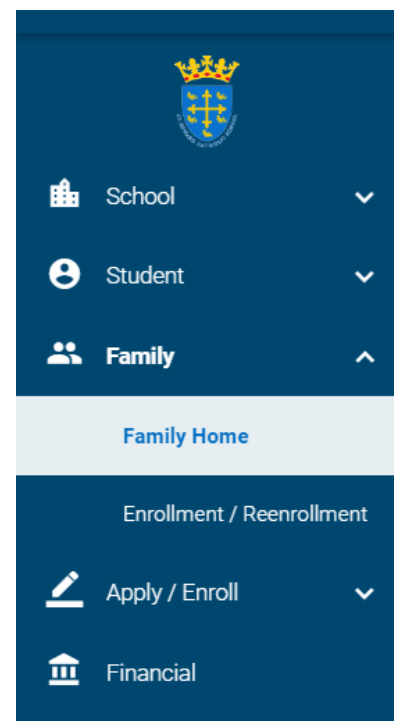 School
Student
Family
Family Home
Enrollment / Reenrollment
Apply / Enroll
Financial